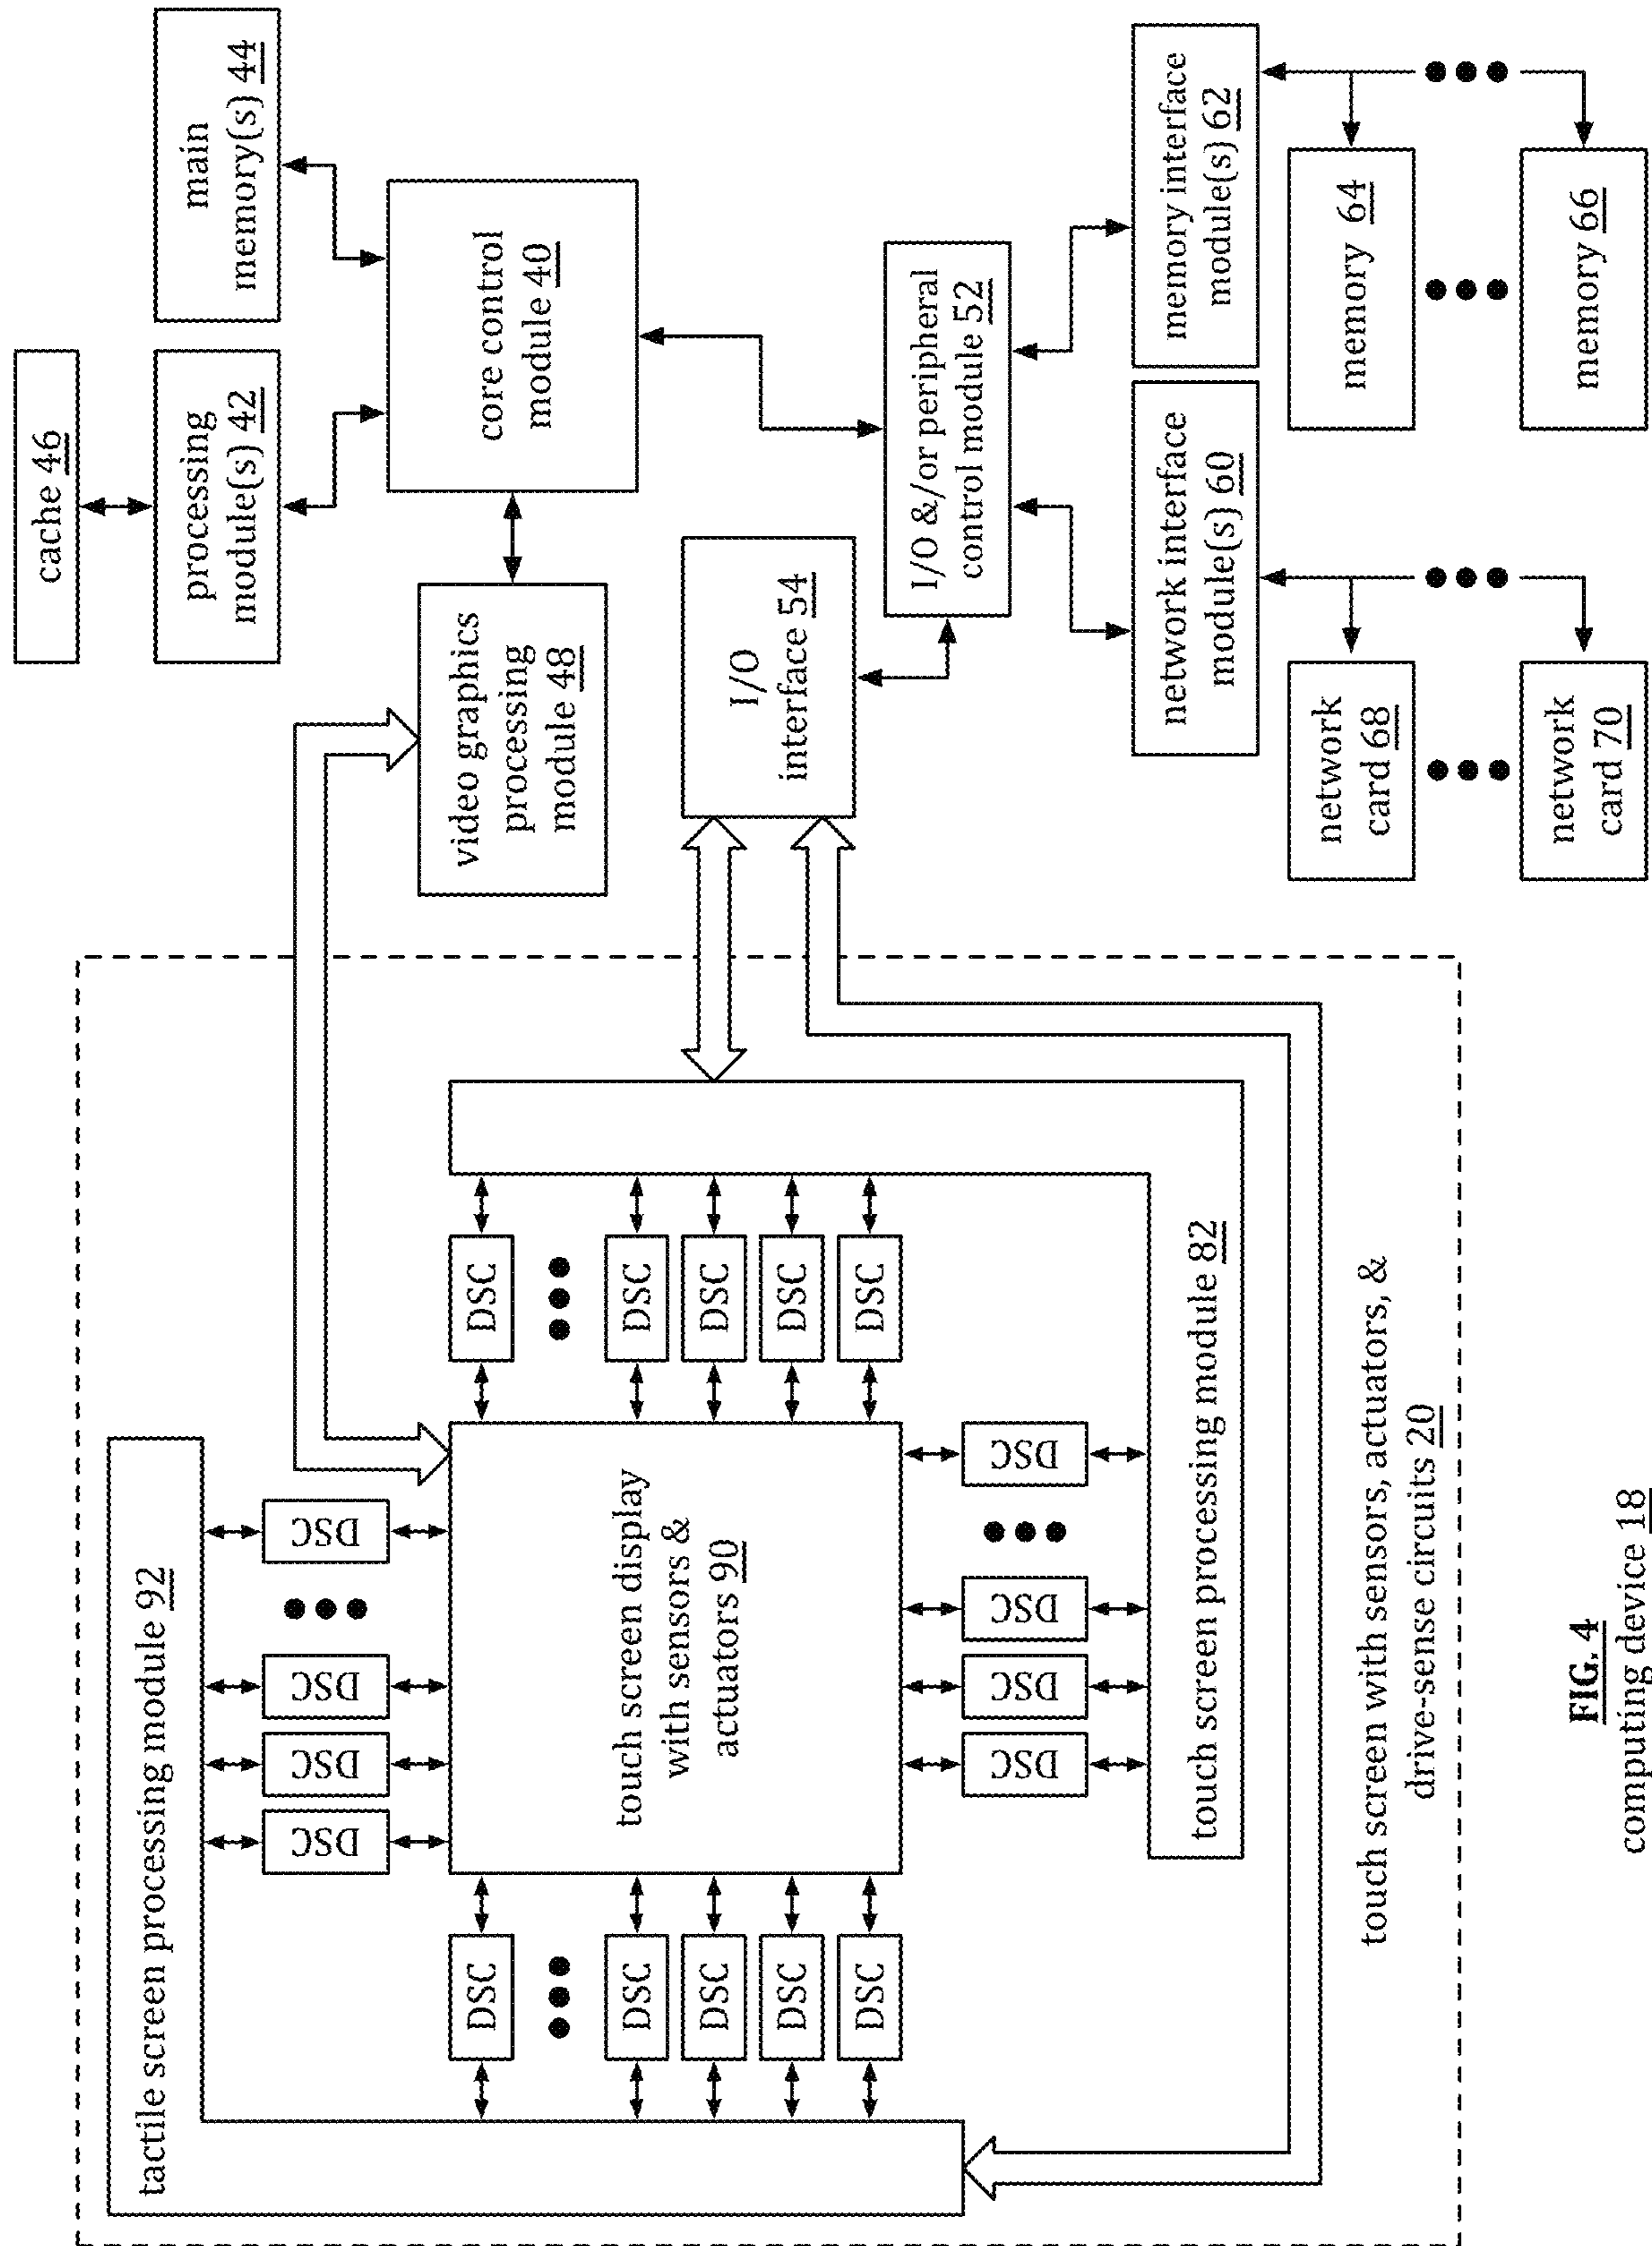 cache 46
processing
module(s) 42
main
memory(s) 44
core control
module 40
video graphics
processing
module 48
tactile screen processing module 92
DSC
DSC
DSC
DSC
DSC
DSC
DSC
DSC
DSC
touch screen display
with sensors &
actuators 90
DSC
DSC
DSC
DSC
DSC
DSC
DSC
DSC
DSC
touch screen processing module 82
touch screen with sensors, actuators, &
drive-sense circuits 20
I/O
interface 54
I/O &/or peripheral
control module 52
network interface
module(s) 60
memory interface
module(s) 62
network
card 68
network
card 70
memory 64
memory 66
FIG. 4
computing device 18